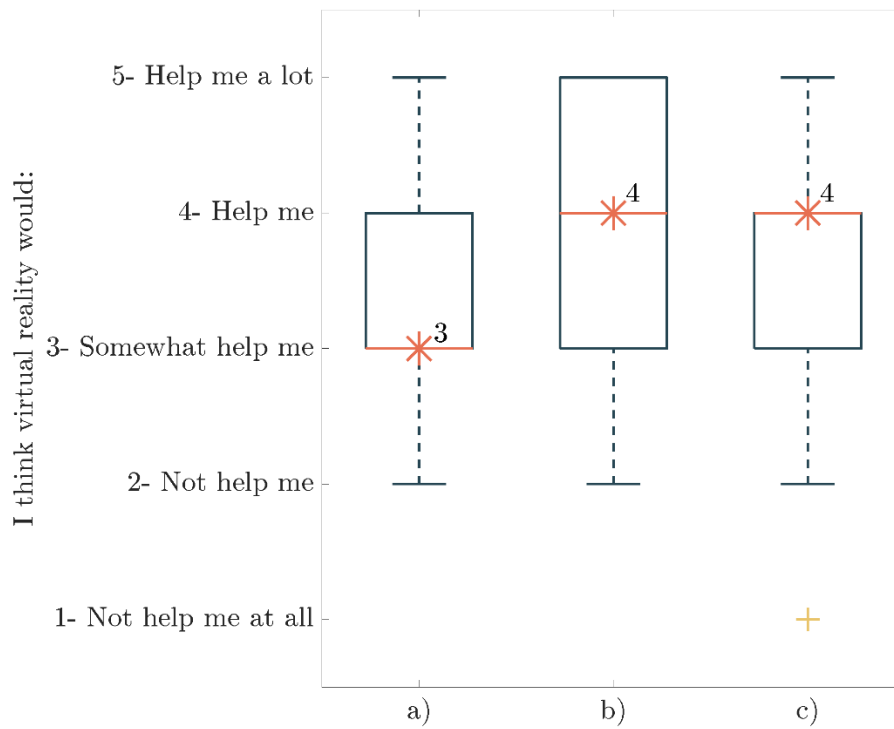 I think virtual reality would:
5- Help me a lot
4- Help me
3- Somewhat help me
2- Not help me
1- Not help me at all
3
4
4
a)
b)
c)